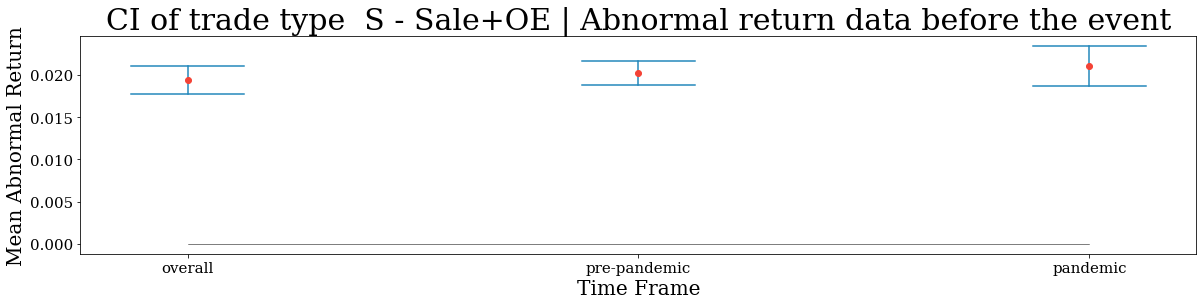 CI of trade type  S - Sale+OE | Abnormal return data before the event
Mean Abnormal Return
0.020
0.015
0.010
0.005
0.000
overall
pre-pandemic
pandemic
Time Frame